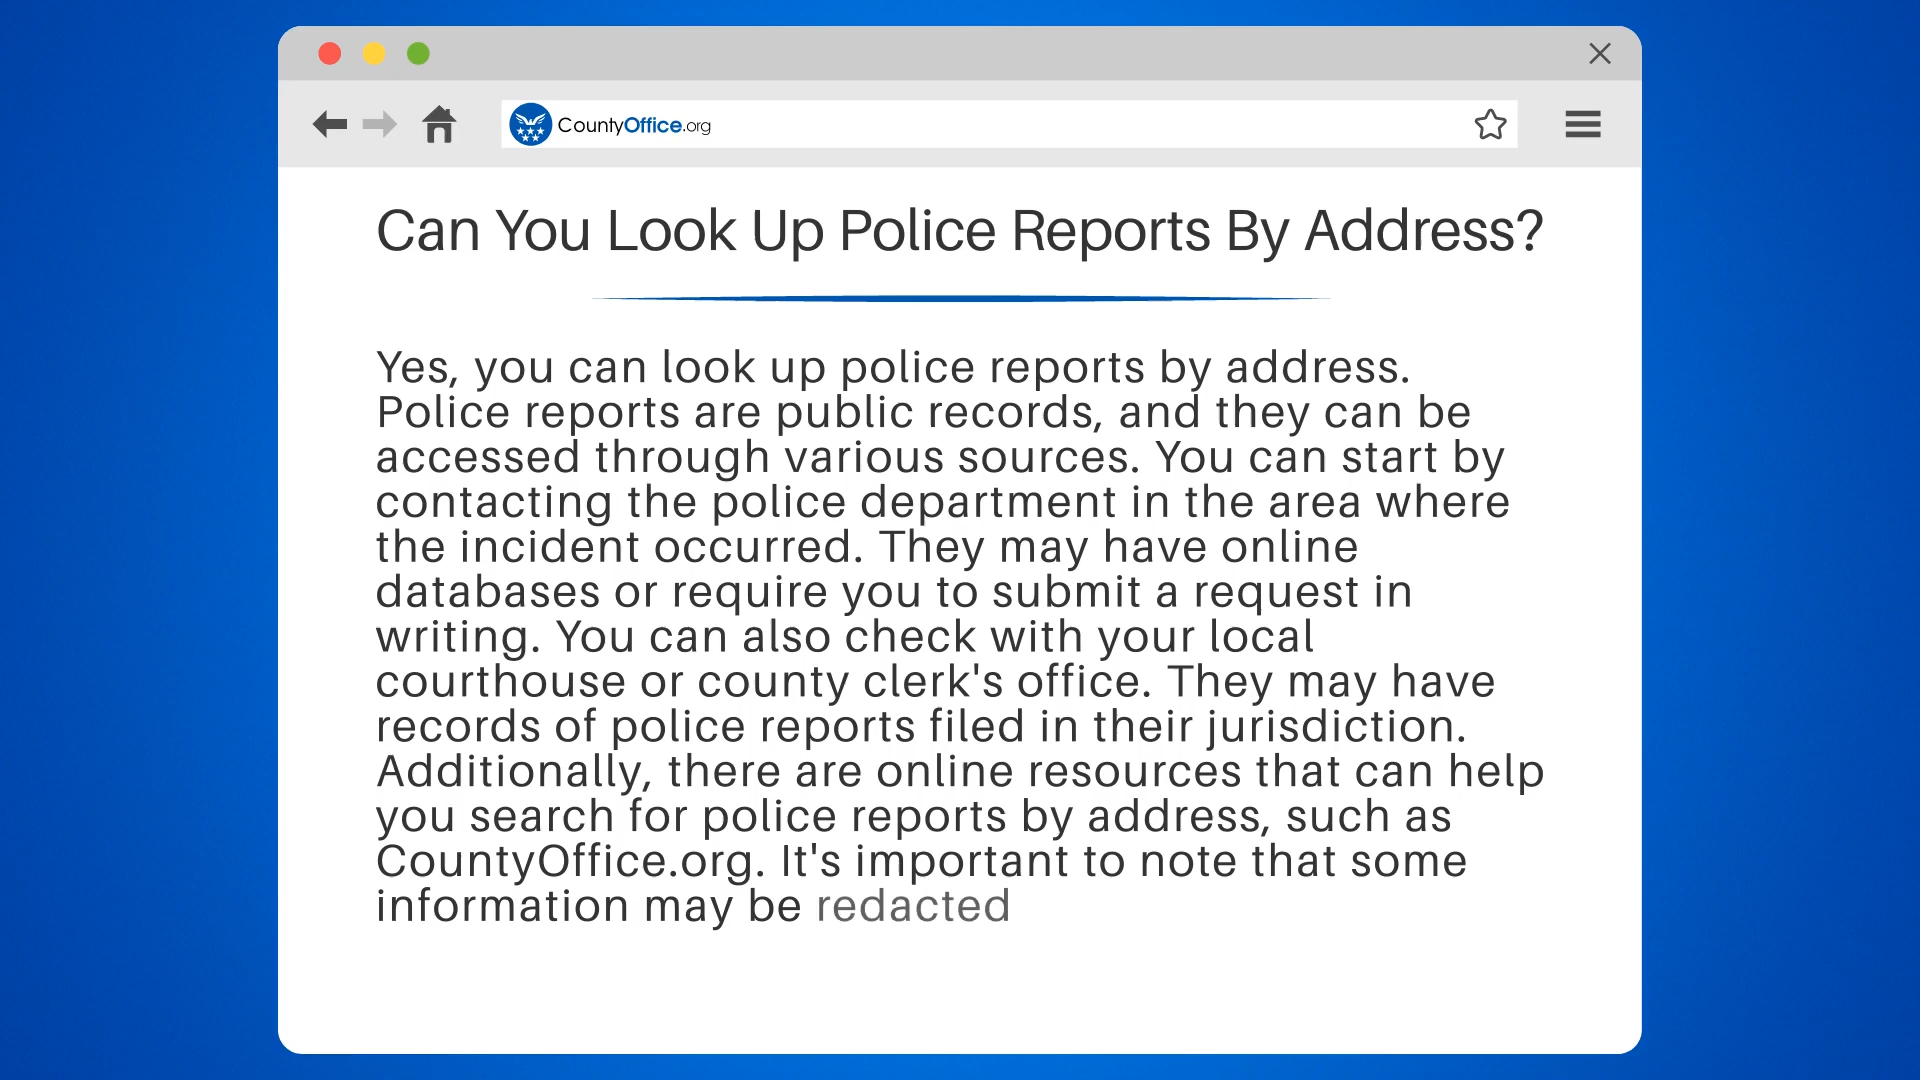 CountyOffice.org
Can You Look Up Police Reports By Address?
Yes, you can look up police reports by address.
Police reports are public records, and they can be
accessed through various sources. You can start by
contacting the police department in the area where
the incident occurred. They may have online
databases or require you to submit a request in
writing. You can also check with your local
courthouse or county clerk's office. They may have
records of police reports filed in their jurisdiction.
Additionally, there are online resources that can help
you search for police reports by address, such as
CountyOffice.org. It's important to note that some
information may be redacted